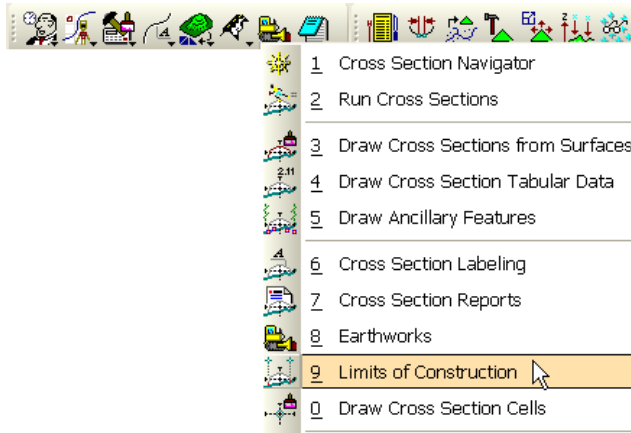 1 Cross Section Navigator
2 Run Cross Sections
3 Draw Cross Sections from Surfaces
2.11
4 Draw Cross Section Tabular Data
5 Draw Ancillary Features
A
6 Cross Section Labeling
7 Cross Section Reports
8 Earthworks
9 Limits of Construction
0 Draw Cross Section Cells